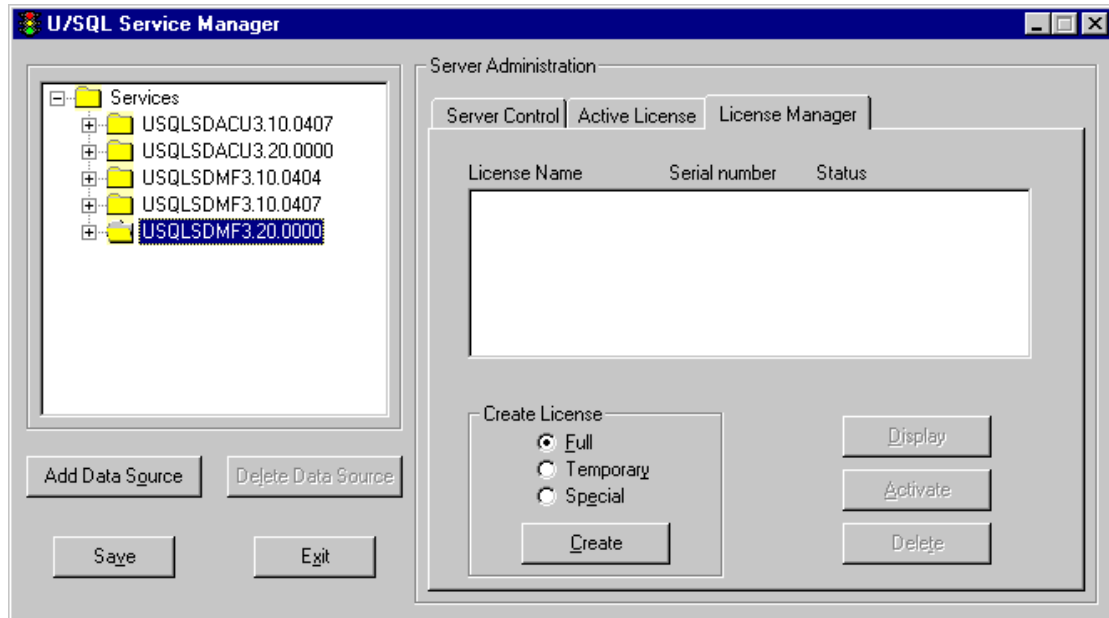 U/SQL Service Manager
Services
USQLSDACU3.10.0407
USQLSDACU3.20.0000
USQLSDMF3.10.0404
USQLSDMF3.10.0407
USQLSDMF3.20.0000
Add Data Source
Delete Data Source
Save
Exit
Server Administration
Server Control
Active License
License Manager
License Name
Serial number
Status
Create License
Full
Temporary
Special
Create
Display
Activate
Delete